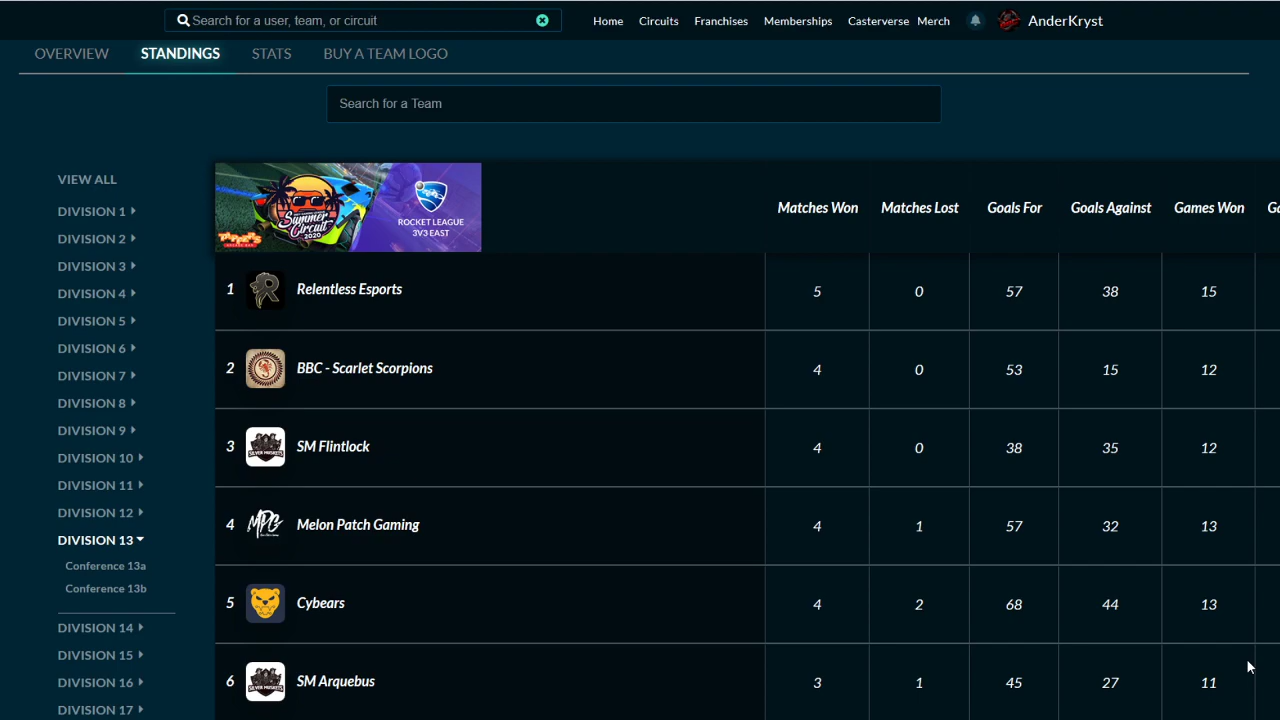 Search for a user, team, or circuit
Home Circuits Franchises Memberships Casterverse Merch AnderKryst
OVERVIEW STANDINGS STATS BUY A TEAM LOGO
Search for a Team
VIEW ALL
DIVISION 1
DIVISION 2
DIVISION 3
DIVISION 4
DIVISION 5
DIVISION 6
DIVISION 7
DIVISION 8
DIVISION 9
DIVISION 10
DIVISION 11
DIVISION 12
DIVISION 13
Conference 13a
Conference 13b
DIVISION 14
DIVISION 15
DIVISION 16
DIVISION 17
Summer
Circuit
2020
TAPPER'S
ROCKET LEAGUE
3V3 EAST
Matches Won Matches Lost Goals For Goals Against Games Won
1 Relentless Esports 5 0 57 38 15
2 BBC - Scarlet Scorpions 4 0 53 15 12
3 SM Flintlock 4 0 38 35 12
4 MPG Melon Patch Gaming 4 1 57 32 13
5 Cybears 4 2 68 44 13
6 SM Arquebus 3 1 45 27 11